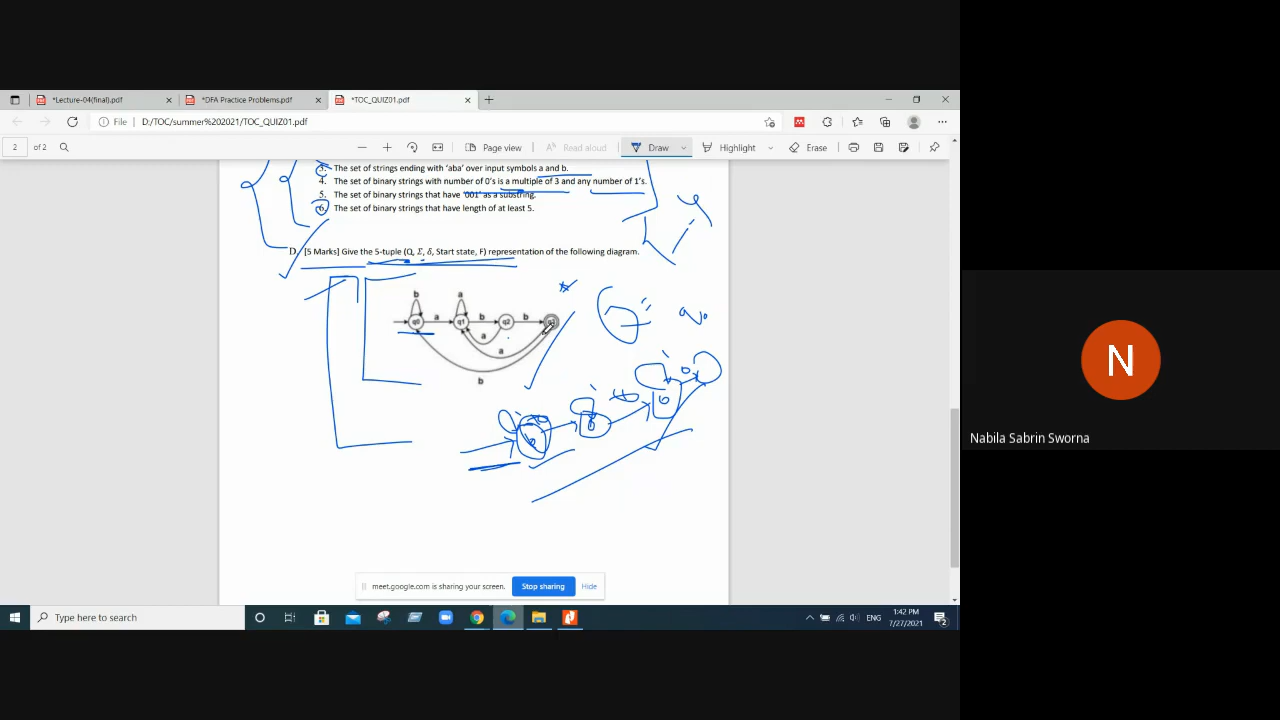 *Lecture-04(final).pdf
*DFA Practice Problems.pdf
*TOC_QUIZ01.pdf
File D:/TOC/summer%202021/TOC_QUIZ01.pdf
2 of 2
Page view
Read aloud
Draw
Highlight
Erase
3. The set of strings ending with 'aba' over input symbols a and b.
4. The set of binary strings with number of 0's is a multiple of 3 and any number of 1's.
5. The set of binary strings that have '001' as a substring.
6. The set of binary strings that have length of at least 5.
D. [5 Marks] Give the 5-tuple (Q, Σ, δ, Start state, F) representation of the following diagram.
b a
q0 a q1 b q2 b
a
a
b
N
Nabila Sabrin Sworna
meet.google.com is sharing your screen.
Stop sharing
Hide
Type here to search
ENG
1:42 PM
7/27/2021
2